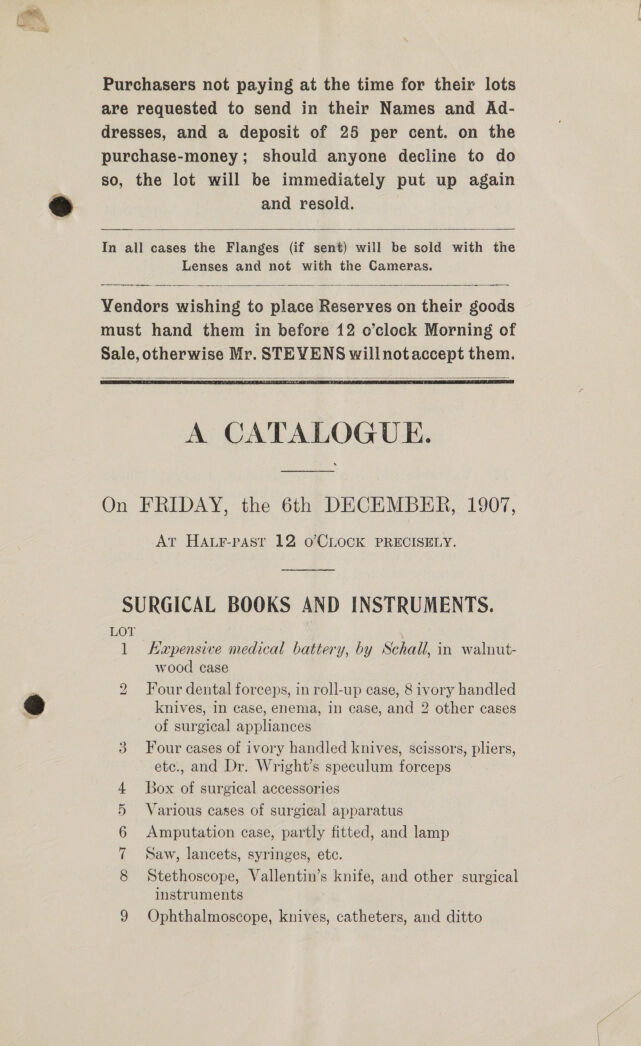 Purchasers not paying at the time for their lots
are requested to send in their Names and Ad-
dresses, and a deposit of 25 per cent. on the
purchase-money; should anyone decline to do
so, the lot will be immediately put up again
and resold.
In all cases the Flanges (if sent) will be sold with the
Lenses and not with the Cameras.
Vendors wishing to place Reserves on their goods
must hand them in before 12 o'clock Morning of
Sale, otherwise Mr. STEVENS will not accept them.
A CATALOGUE.
On FRIDAY, the 6th DECEMBER, 1907,
At Half-past 12 o'Clock precisely.
SURGICAL BOOKS AND INSTRUMENTS.
LOT
1 Expensive medical battery, by Schall, in walnut-
wood case
2 Four dental forceps, in roll-up case, 8 ivory handled
knives, in case, enema, in case, and 2 other cases
of surgical appliances
3 Four cases of ivory handled knives, scissors, pliers,
etc., and Dr. Wright's speculum forceps
4 Box of surgical accessories
5 Various cases of surgical apparatus
6 Amputation case, partly fitted, and lamp
7 Saw, lancets, syringes, etc.
8 Stethoscope, Vallentin's knife, and other surgical
instruments
9 Ophthalmoscope, knives, catheters, and ditto